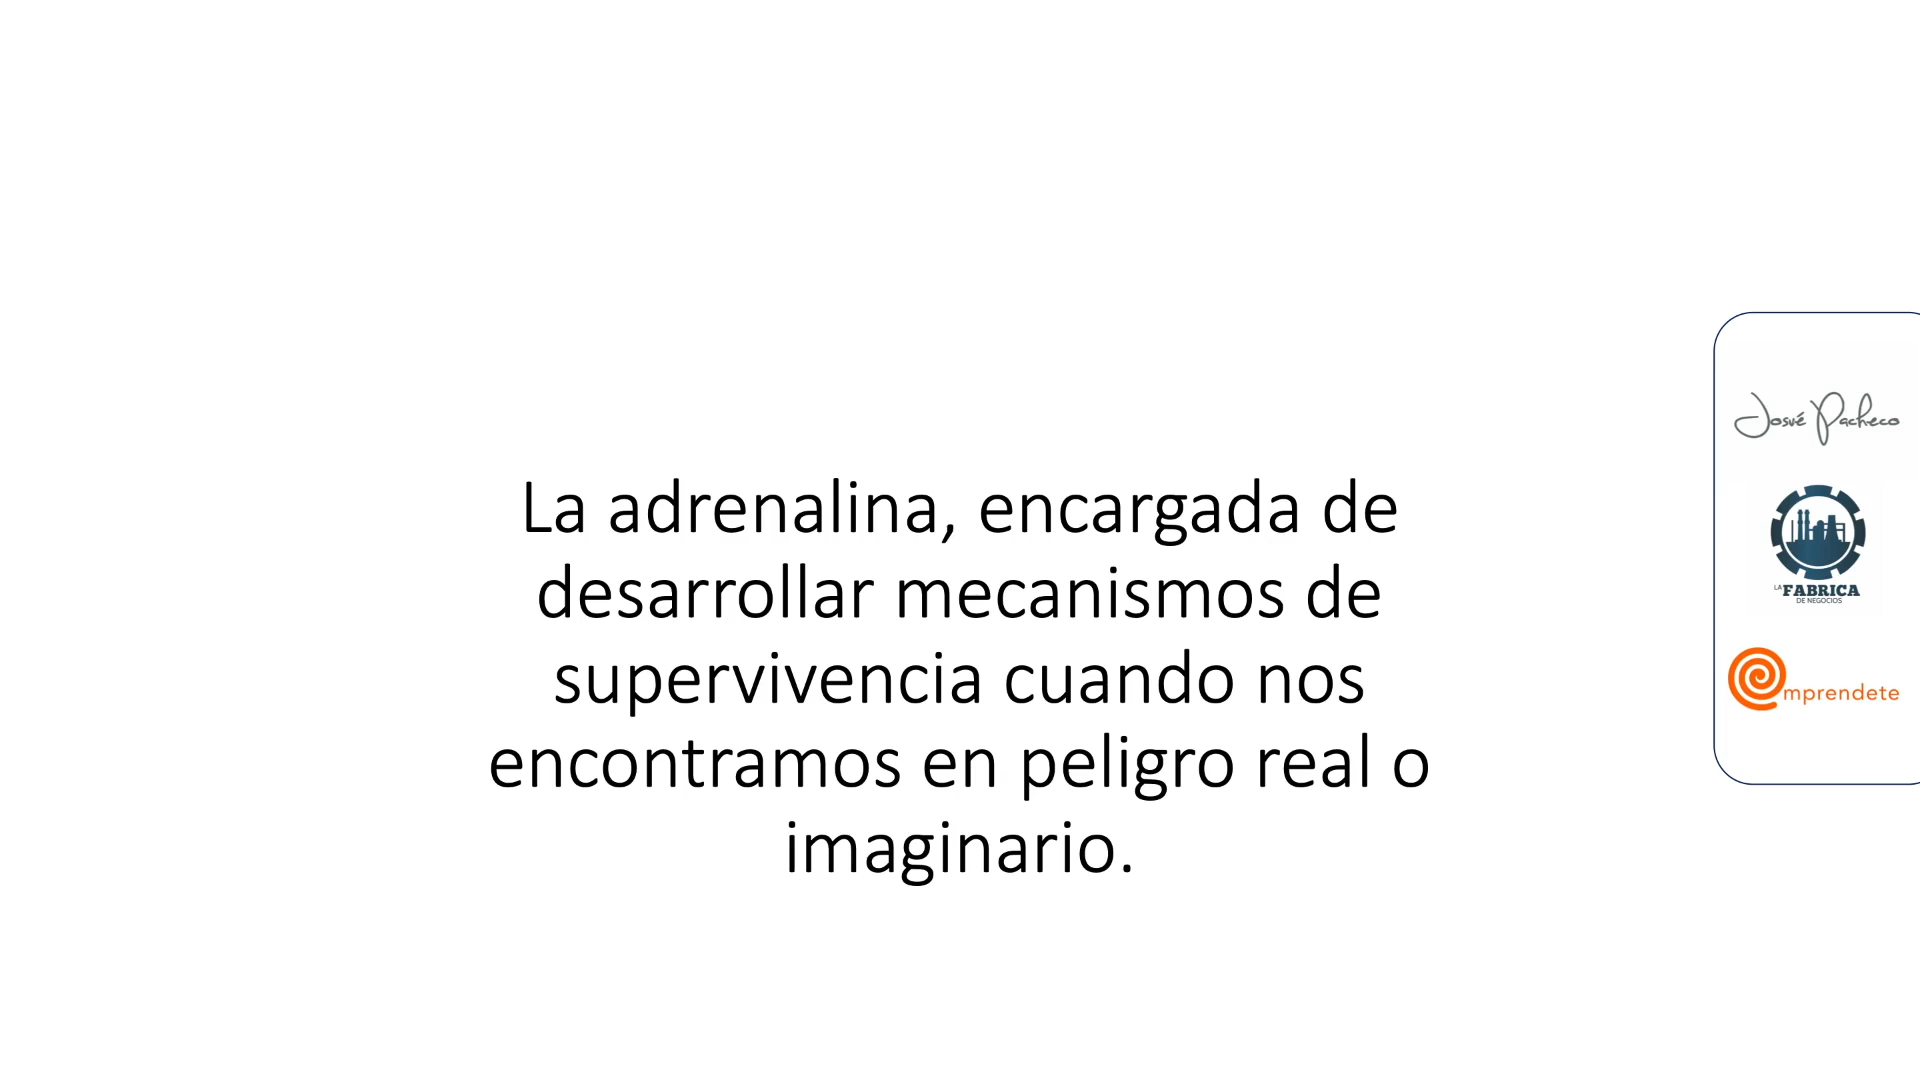 La adrenalina, encargada de
desarrollar mecanismos de
supervivencia cuando nos
encontramos en peligro real o
imaginario.
Josué Pacheco
LA FABRICA
DE NEGOCIOS
mprendete